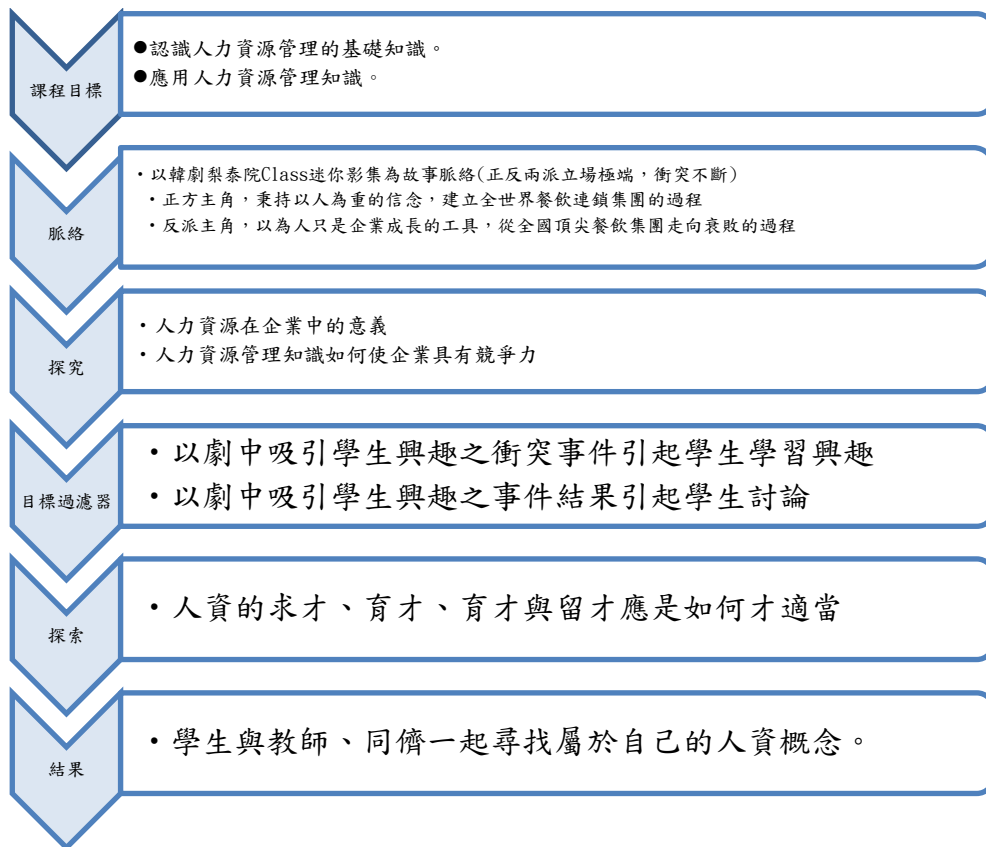 課程目標
●認識人力資源管理的基礎知識。
●應用人力資源管理知識。
脈絡
・以韓劇梨泰院Class迷你影集為故事脈絡(正反兩派立場極端，衝突不斷)
・正方主角，秉持以人為重的信念，建立全世界餐飲連鎖集團的過程
・反派主角，以為人只是企業成長的工具，從全國頂尖餐飲集團走向衰敗的過程
探究
・人力資源在企業中的意義
・人力資源管理知識如何使企業具有競爭力
目標過濾器
・以劇中吸引學生興趣之衝突事件引起學生學習興趣
・以劇中吸引學生興趣之事件結果引起學生討論
探索
・人資的求才、育才、育才與留才應是如何才適當
結果
・學生與教師、同儕一起尋找屬於自己的人資概念。